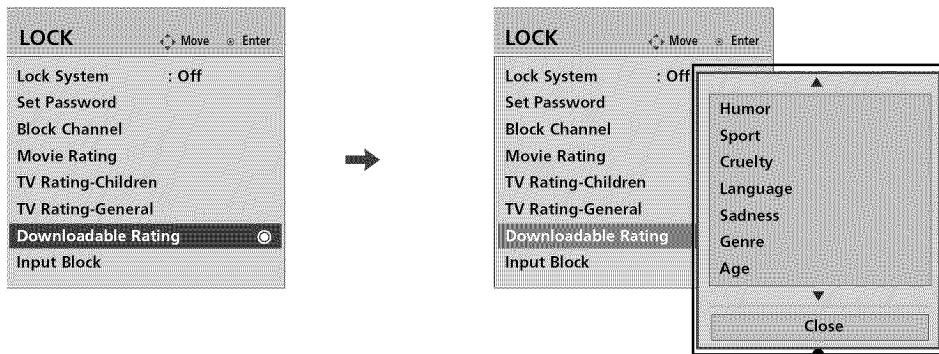 LOCK
Move Enter
Lock System : Off
Set Password
Block Channel
Movie Rating
TV Rating-Children
TV Rating-General
Downloadable Rating
Input Block
LOCK
Move Enter
Lock System : Off
Set Password
Block Channel
Movie Rating
TV Rating-Children
TV Rating-General
Downloadable Rating
Input Block
Humor
Sport
Cruelty
Language
Sadness
Genre
Age
Close